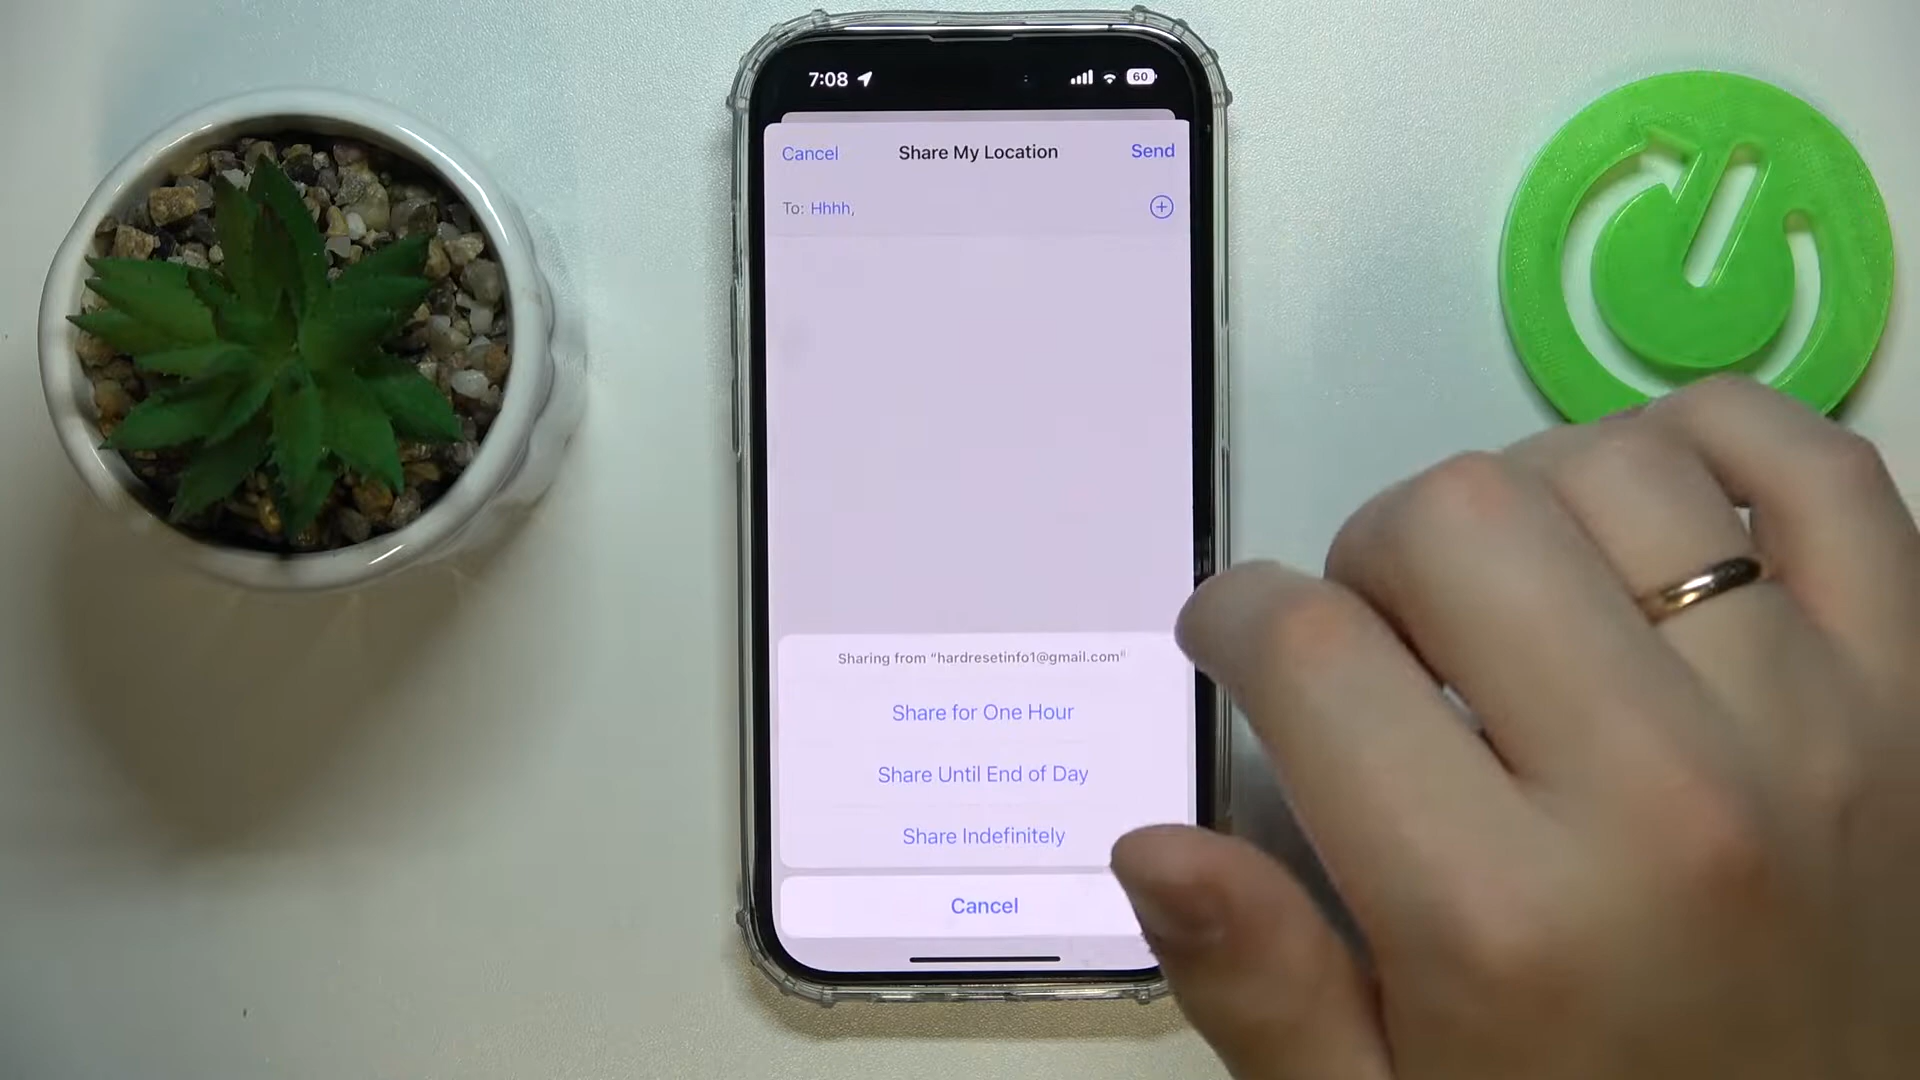 7:08
60
Cancel
Share My Location
Send
To: Hhhh,
Sharing from "hardresetinfo1@gmail.com"
Share for One Hour
Share Until End of Day
Share Indefinitely
Cancel